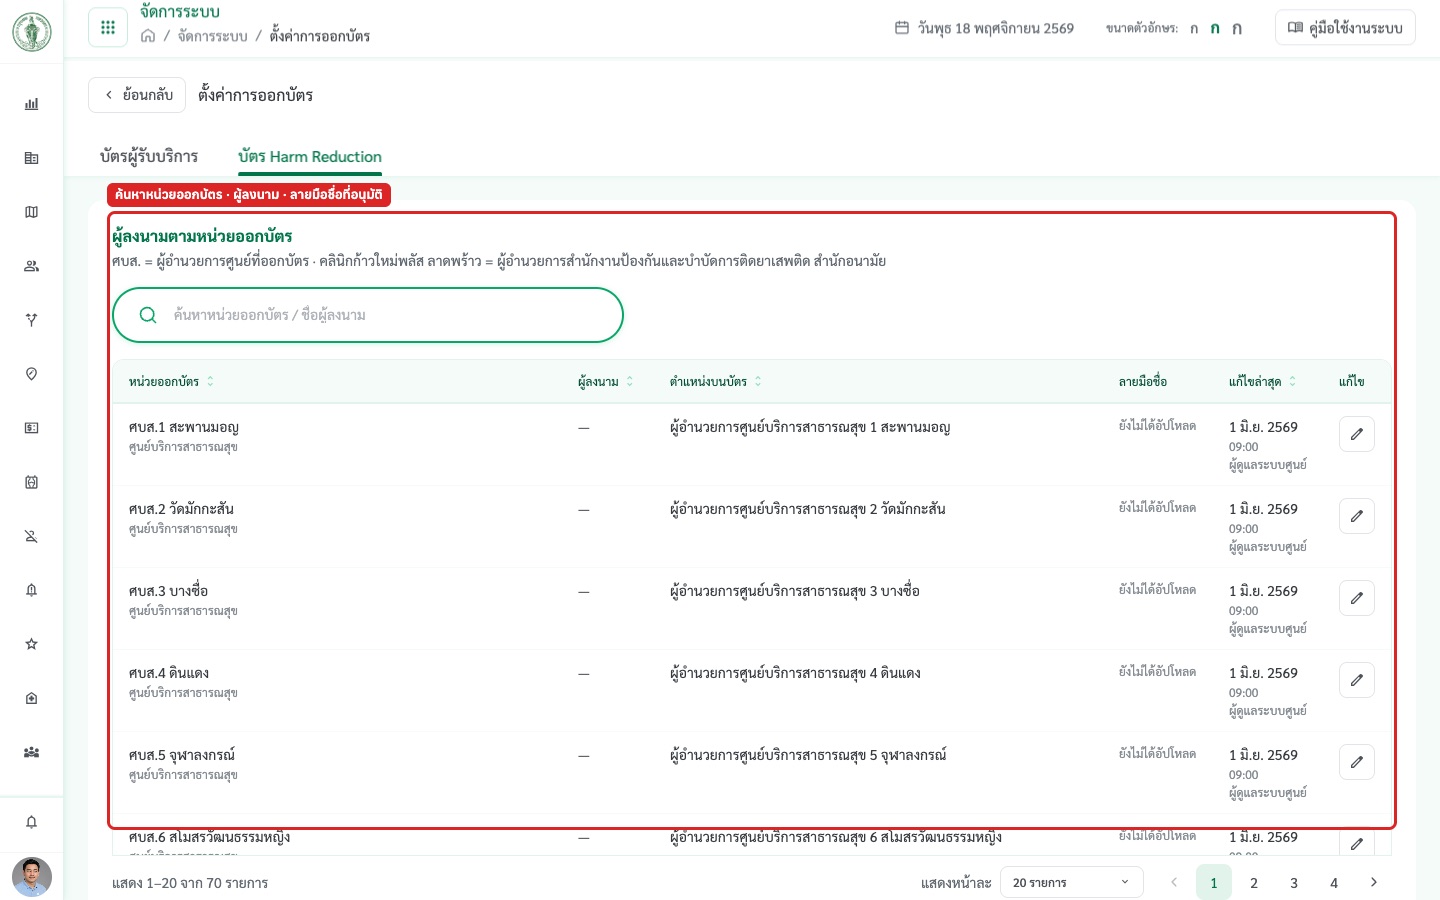 จัดการระบบ
/ จัดการระบบ / ตั้งค่าการออกบัตร
วันพุธ 18 พฤศจิกายน 2569
ขนาดตัวอักษร: ก ก ก
คู่มือใช้งานระบบ
ย้อนกลับ
ตั้งค่าการออกบัตร
บัตรผู้รับบริการ
บัตร Harm Reduction
ค้นหาหน่วยออกบัตร · ผู้ลงนาม · ลายมือชื่อที่อนุมัติ
ผู้ลงนามตามหน่วยออกบัตร
ศบส. = ผู้อำนวยการศูนย์ที่ออกบัตร · คลินิกก้าวใหม่พลัส ลาดพร้าว = ผู้อำนวยการสำนักงานป้องกันและบำบัดการติดยาเสพติด สำนักอนามัย
ค้นหาหน่วยออกบัตร / ชื่อผู้ลงนาม
หน่วยออกบัตร ผู้ลงนาม ตำแหน่งบนบัตร ลายมือชื่อ แก้ไขล่าสุด แก้ไข
ศบส.1 สะพานมอญ — ผู้อำนวยการศูนย์บริการสาธารณสุข 1 สะพานมอญ ยังไม่ได้อัปโหลด 1 มิ.ย. 2569
ศูนย์บริการสาธารณสุข 09:00
ผู้ดูแลระบบศูนย์
ศบส.2 วัดมักกะสัน — ผู้อำนวยการศูนย์บริการสาธารณสุข 2 วัดมักกะสัน ยังไม่ได้อัปโหลด 1 มิ.ย. 2569
ศูนย์บริการสาธารณสุข 09:00
ผู้ดูแลระบบศูนย์
ศบส.3 บางซื่อ — ผู้อำนวยการศูนย์บริการสาธารณสุข 3 บางซื่อ ยังไม่ได้อัปโหลด 1 มิ.ย. 2569
ศูนย์บริการสาธารณสุข 09:00
ผู้ดูแลระบบศูนย์
ศบส.4 ดินแดง — ผู้อำนวยการศูนย์บริการสาธารณสุข 4 ดินแดง ยังไม่ได้อัปโหลด 1 มิ.ย. 2569
ศูนย์บริการสาธารณสุข 09:00
ผู้ดูแลระบบศูนย์
ศบส.5 จุฬาลงกรณ์ — ผู้อำนวยการศูนย์บริการสาธารณสุข 5 จุฬาลงกรณ์ ยังไม่ได้อัปโหลด 1 มิ.ย. 2569
ศูนย์บริการสาธารณสุข 09:00
ผู้ดูแลระบบศูนย์
ศบส.6 สโมสรวัฒนธรรมหญิง — ผู้อำนวยการศูนย์บริการสาธารณสุข 6 สโมสรวัฒนธรรมหญิง ยังไม่ได้อัปโหลด 1 มิ.ย. 2569
แสดง 1–20 จาก 70 รายการ
แสดงหน้าละ 20 รายการ 1 2 3 4